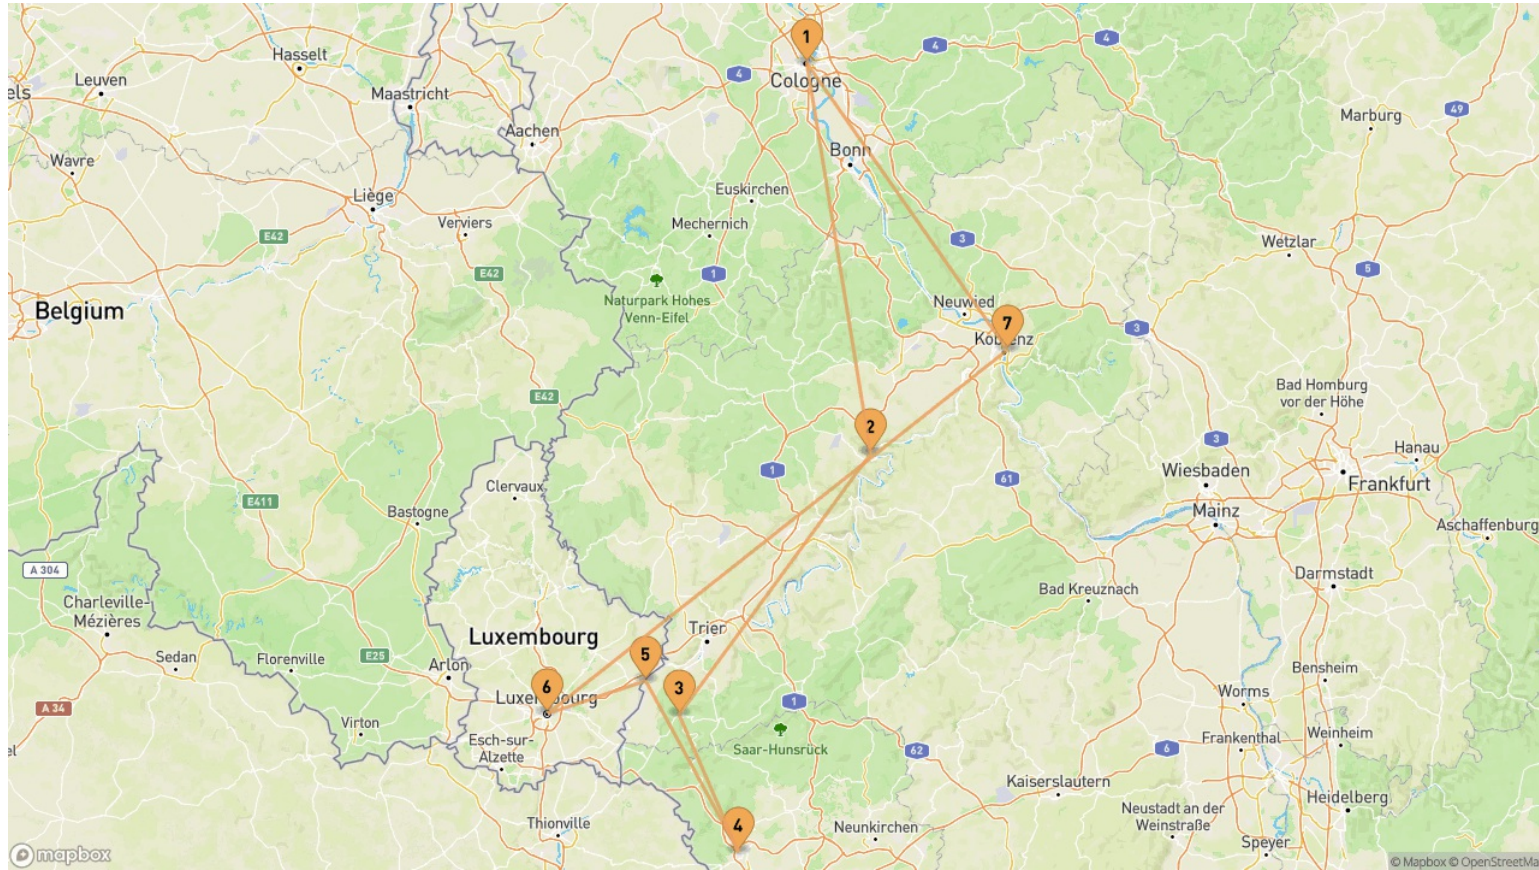 1
Hasselt
4
4
Leuven
els
4
Cologne
Maastricht
49
Marburg
Aachen
Bonn
Wavre
Euskirchen
Liège
Verviers
Mechernich
E42
3
Wetzlar
E42
1
5
Naturpark Hohes
Venn-Eifel
Neuwied
Belgium
7
3
Koblenz
Bad Homburg
vor der Höhe
E42
2
3
Hanau
1
Wiesbaden
61
Frankfurt
Clervaux
E411
Bastogne
Mainz
Aschaffenburg
A 304
Darmstadt
Bad Kreuznach
Charleville-
Mézières
Luxembourg
Trier
Sedan
Florenville
E25
Arlon
5
Bensheim
6
3
Luxembourg
Worms
1
A 34
Virton
Esch-sur-
Alzette
Saar-Hunsrück
62
6
Frankenthal
Weinheim
el
Kaiserslautern
Heidelberg
Thionville
4
Neunkirchen
Neustadt an der
Weinstraße
Speyer
mapbox
© Mapbox © OpenStreetMa